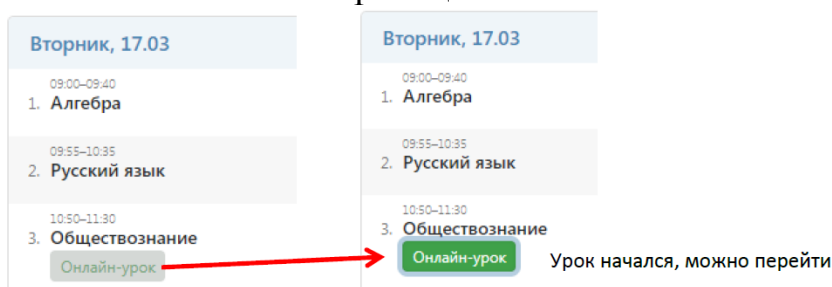 Вторник, 17.03
09:00–09:40
1. Алгебра
09:55–10:35
2. Русский язык
10:50–11:30
3. Обществознание
Онлайн-урок
Вторник, 17.03
09:00–09:40
1. Алгебра
09:55–10:35
2. Русский язык
10:50–11:30
3. Обществознание
Онлайн-урок
Урок начался, можно перейти